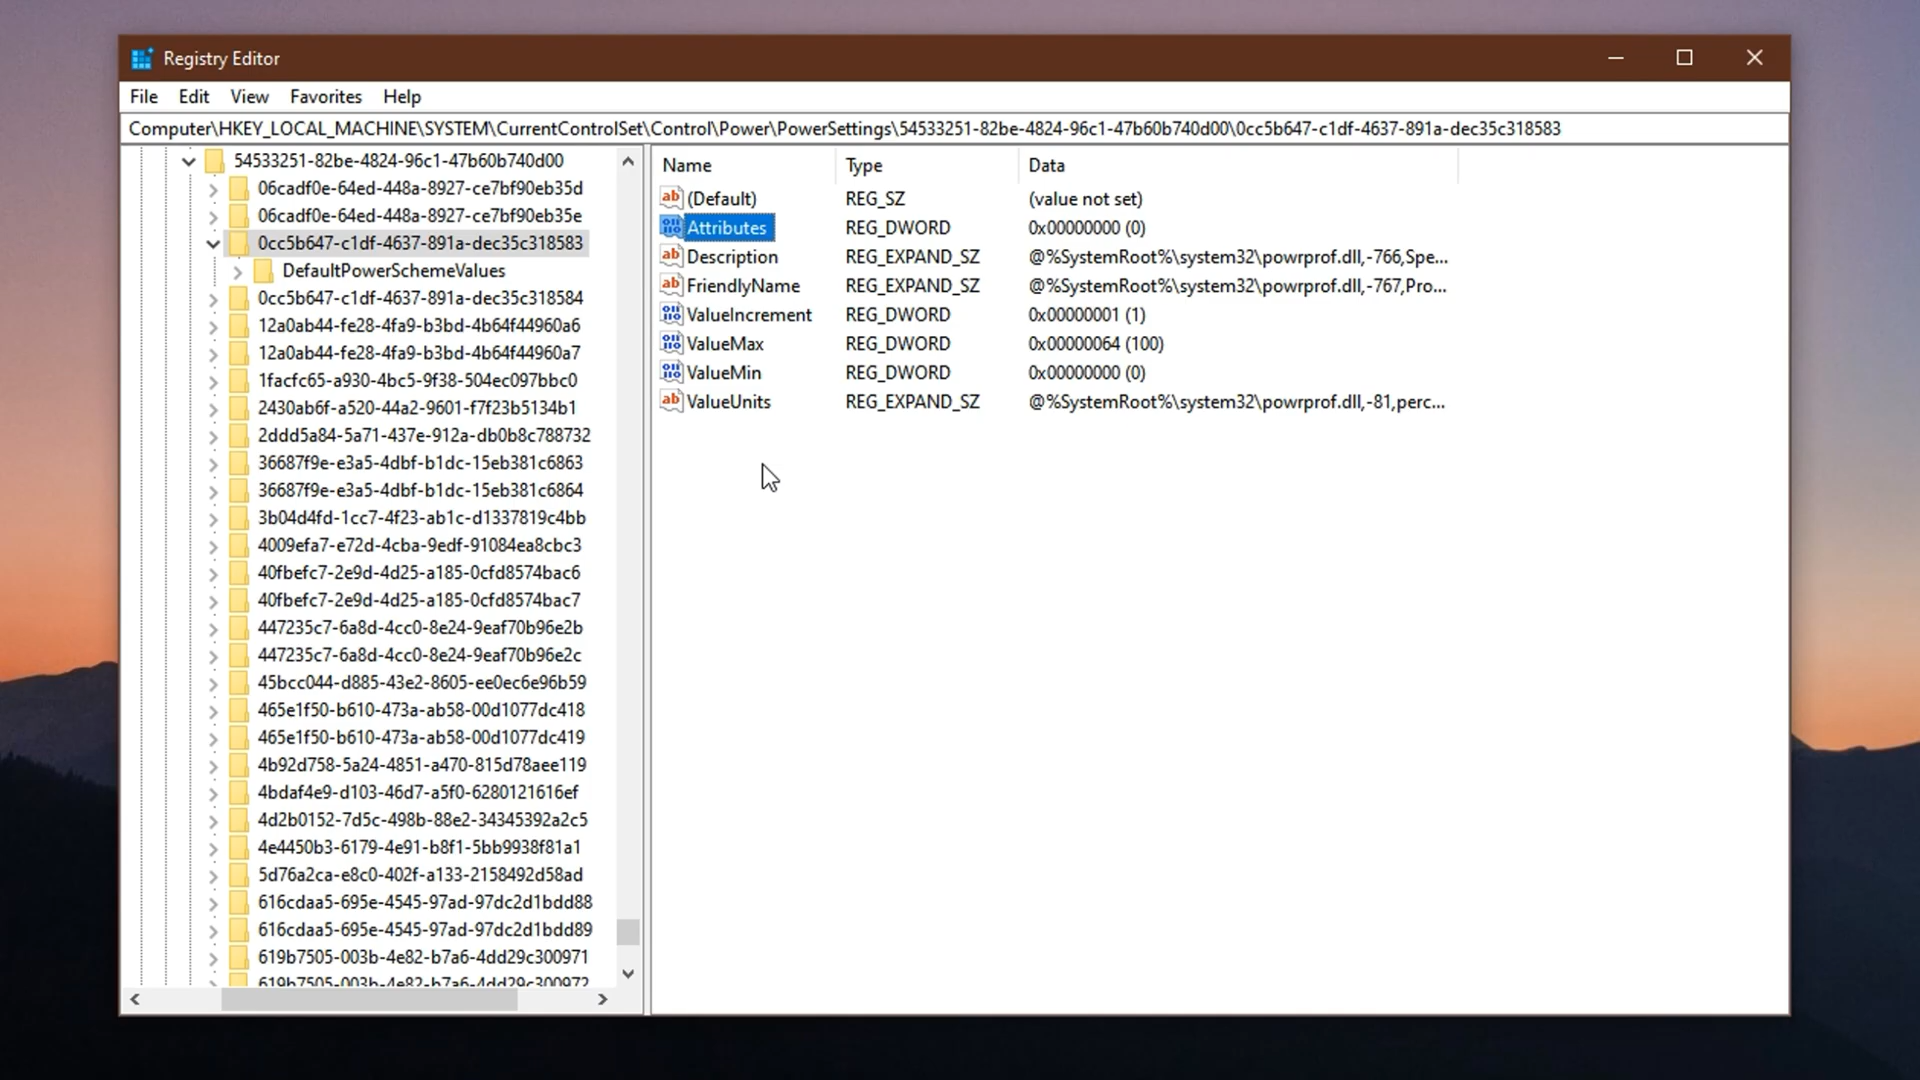 Registry Editor
File Edit View Favorites Help
Computer\HKEY_LOCAL_MACHINE\SYSTEM\CurrentControlSet\Control\Power\PowerSettings\54533251-82be-4824-96c1-47b60b740d00\0cc5b647-c1df-4637-891a-dec35c318583
54533251-82be-4824-96c1-47b60b740d00
06cadf0e-64ed-448a-8927-ce7bf90eb35d
06cadf0e-64ed-448a-8927-ce7bf90eb35e
0cc5b647-c1df-4637-891a-dec35c318583
DefaultPowerSchemeValues
0cc5b647-c1df-4637-891a-dec35c318584
12a0ab44-fe28-4fa9-b3bd-4b64f44960a6
12a0ab44-fe28-4fa9-b3bd-4b64f44960a7
1facfc65-a930-4bc5-9f38-504ec097bbc0
2430ab6f-a520-44a2-9601-f7f23b5134b1
2ddd5a84-5a71-437e-912a-db0b8c788732
36687f9e-e3a5-4dbf-b1dc-15eb381c6863
36687f9e-e3a5-4dbf-b1dc-15eb381c6864
3b04d4fd-1cc7-4f23-ab1c-d1337819c4bb
4009efa7-e72d-4cba-9edf-91084ea8cbc3
40fbefc7-2e9d-4d25-a185-0cfd8574bac6
40fbefc7-2e9d-4d25-a185-0cfd8574bac7
447235c7-6a8d-4cc0-8e24-9eaf70b96e2b
447235c7-6a8d-4cc0-8e24-9eaf70b96e2c
45bcc044-d885-43e2-8605-ee0ec6e96b59
465e1f50-b610-473a-ab58-00d1077dc418
465e1f50-b610-473a-ab58-00d1077dc419
4b92d758-5a24-4851-a470-815d78aee119
4bdaf4e9-d103-46d7-a5f0-6280121616ef
4d2b0152-7d5c-498b-88e2-34345392a2c5
4e4450b3-6179-4e91-b8f1-5bb9938f81a1
5d76a2ca-e8c0-402f-a133-2158492d58ad
616cdaa5-695e-4545-97ad-97dc2d1bdd88
616cdaa5-695e-4545-97ad-97dc2d1bdd89
619b7505-003b-4e82-b7a6-4dd29c300971
619b7505-003b-4e82-b7a6-4dd29c300972
Name Type Data
(Default) REG_SZ (value not set)
Attributes REG_DWORD 0x00000000 (0)
Description REG_EXPAND_SZ @%SystemRoot%\system32\powrprof.dll,-766,Spe...
FriendlyName REG_EXPAND_SZ @%SystemRoot%\system32\powrprof.dll,-767,Pro...
ValueIncrement REG_DWORD 0x00000001 (1)
ValueMax REG_DWORD 0x00000064 (100)
ValueMin REG_DWORD 0x00000000 (0)
ValueUnits REG_EXPAND_SZ @%SystemRoot%\system32\powrprof.dll,-81,perc...